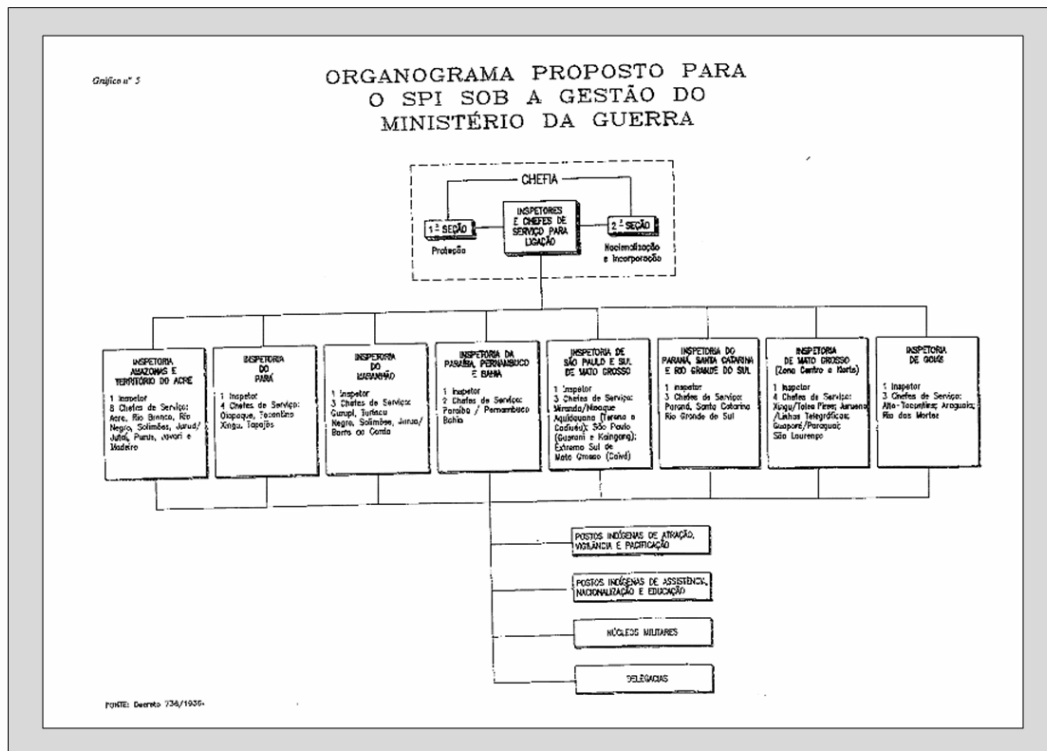 Gráfico nº 5
ORGANOGRAMA PROPOSTO PARA
O SPI SOB A GESTÃO DO
MINISTÉRIO DA GUERRA
CHEFIA
1ª SEÇÃO
Proteção
INSPETORES
E CHEFES DE
SERVIÇO PARA
LIGAÇÃO
2ª SEÇÃO
Nacionalização
e Incorporação
INSPETORIA
AMAZONAS E
TERRITÓRIO DO ACRE
1 Inspetor
8 Chefes de Serviço:
Acre, Rio Branco, Rio
Negro, Solimões, Juruá/
Jutaí, Purus, Javari e
Madeira
INSPETORIA
DO
PARÁ
1 Inspetor
4 Chefes de Serviço:
Oiapoque, Tocantins
Xingu, Tapajós
INSPETORIA
DO
MARANHÃO
1 Inspetor
3 Chefes de Serviço:
Gurupi, Turiacu
Negro, Solimões, Jurua/
Barra do Corda
INSPETORIA DA
PARAÍBA, PERNAMBUCO
E BAHIA
1 Inspetor
2 Chefes de Serviço:
Paraíba / Pernambuco
Bahia
INSPETORIA DE
SÃO PAULO E SUL
DE MATO GROSSO
1 Inspetor
3 Chefes de Serviço:
Miranda/Nioaque
Aquidauana (Terena e
Cadiuéu); São Paulo
(Guarani e Kaingang);
Extremo Sul de
Mato Grosso (Caiuá)
INSPETORIA DO
PARANÁ, SANTA CATARINA
E RIO GRANDE DO SUL
1 Inspetor
3 Chefes de Serviço:
Paraná, Santa Catarina
Rio Grande do Sul
INSPETORIA
DE MATO GROSSO
(Zona Centro e Norte)
1 Inspetor
4 Chefes de Serviço:
Xingu/Teles Pires; Juruena
/Linhas Telegráficas;
Guaporé/Paraguai;
São Lourenço
INSPETORIA
DE GOIÁS
1 Inspetor
3 Chefes de Serviço:
Alto-Tocantins; Araguaia;
Rio das Mortes
POSTOS INDÍGENAS DE ATRAÇÃO,
VIGILÂNCIA E PACIFICAÇÃO
POSTOS INDÍGENAS DE ASSISTÊNCIA,
NACIONALIZAÇÃO E EDUCAÇÃO
NÚCLEOS MILITARES
DELEGACIAS
FONTE: Decreto 736/1936.